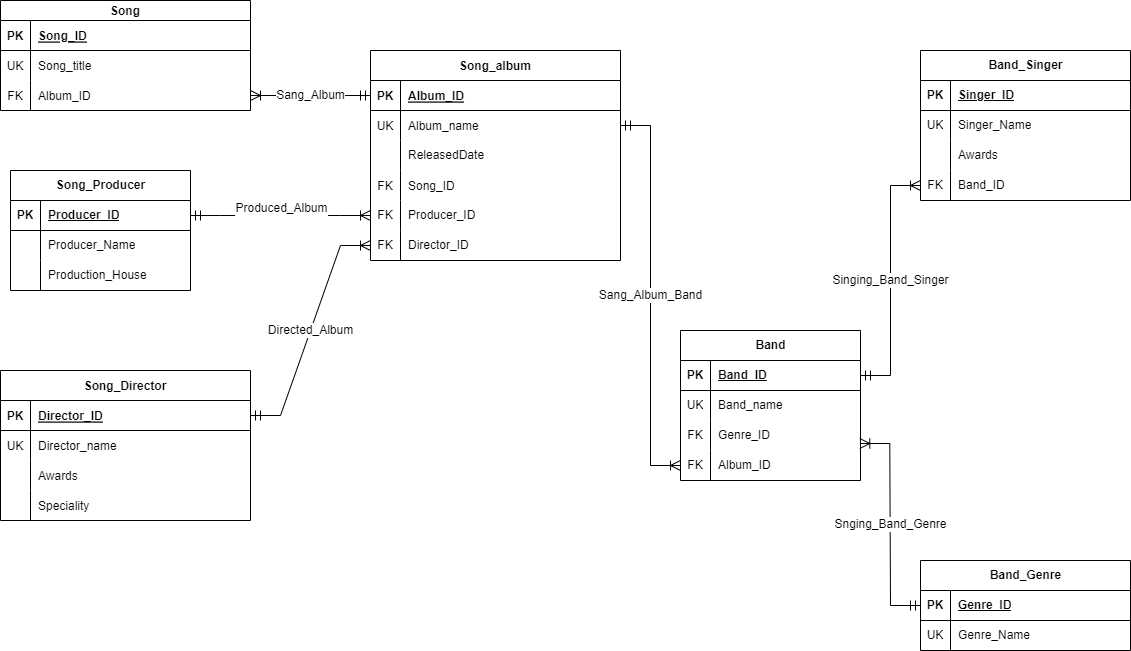 Song
PK Song_ID
UK Song_title
FK Album_ID
Sang_Album
Song_album
PK Album_ID
UK Album_name
ReleasedDate
FK Song_ID
FK Producer_ID
FK Director_ID
Band_Singer
PK Singer_ID
UK Singer_Name
Awards
FK Band_ID
Song_Producer
PK Producer_ID
Producer_Name
Production_House
Produced_Album
Directed_Album
Sang_Album_Band
Singing_Band_Singer
Song_Director
PK Director_ID
UK Director_name
Awards
Speciality
Band
PK Band_ID
UK Band_name
FK Genre_ID
FK Album_ID
Snging_Band_Genre
Band_Genre
PK Genre_ID
UK Genre_Name